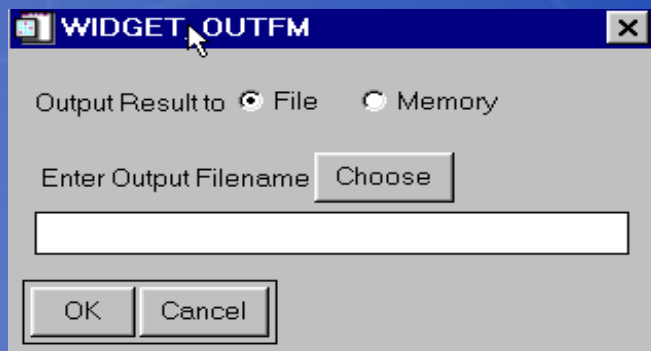 WIDGET_OUTFM
Output Result to File Memory
Enter Output Filename Choose
OK Cancel